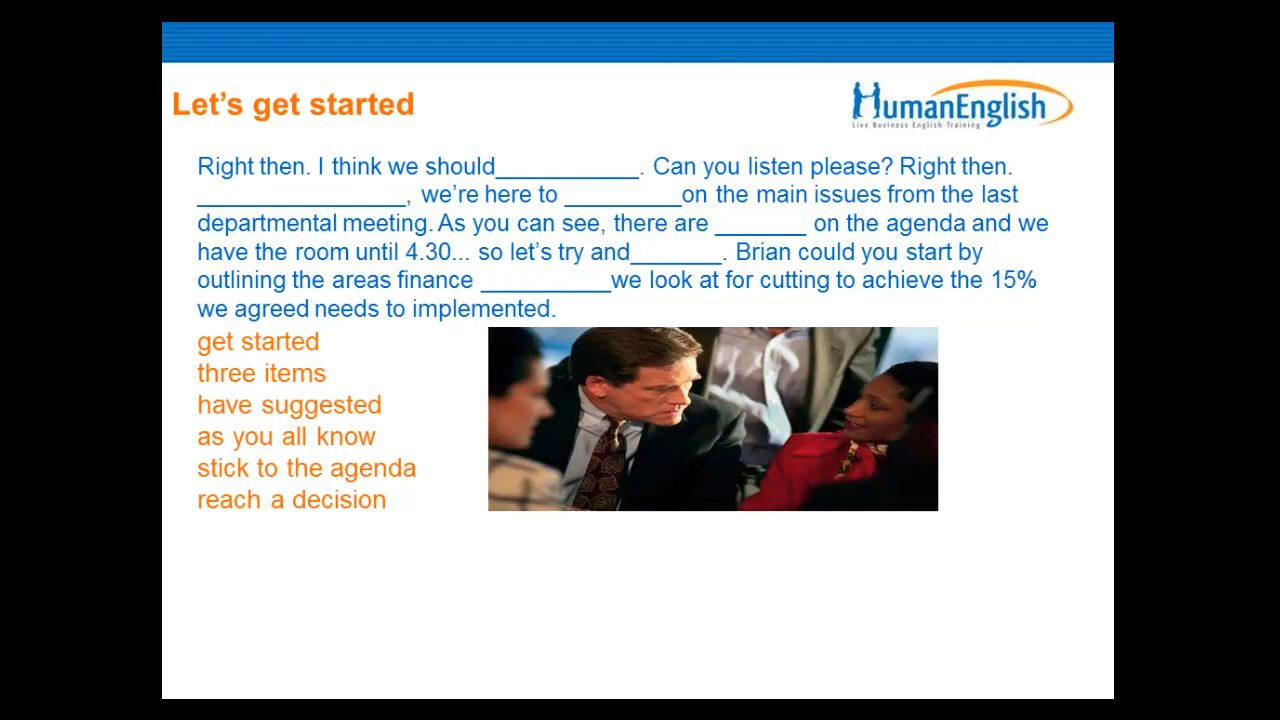 Let's get started
HumanEnglish
Live Business English Training
Right then. I think we should___________. Can you listen please? Right then.
________________, we're here to _________on the main issues from the last
departmental meeting. As you can see, there are _______ on the agenda and we
have the room until 4.30... so let's try and_______. Brian could you start by
outlining the areas finance __________we look at for cutting to achieve the 15%
we agreed needs to implemented.
get started
three items
have suggested
as you all know
stick to the agenda
reach a decision